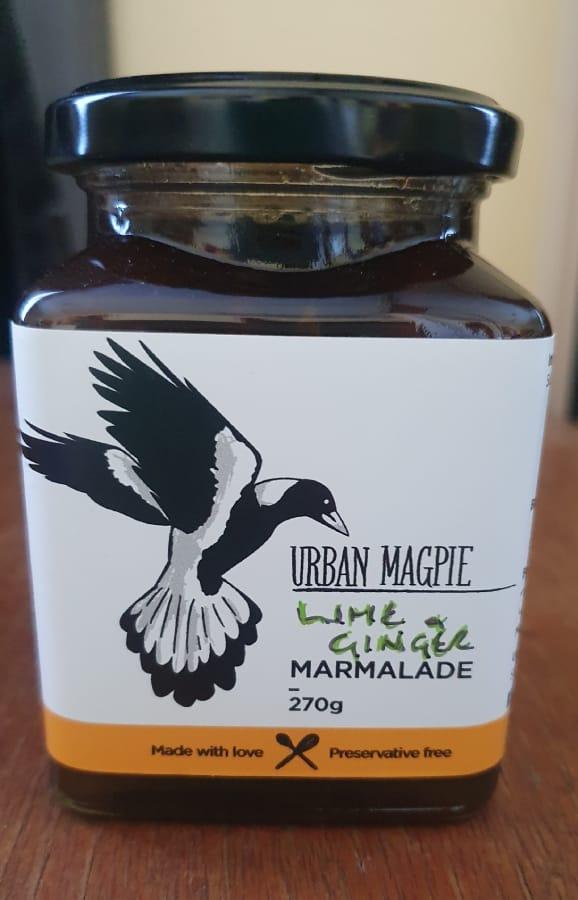 URBAN MAGPIE
LIME &
GINGER
MARMALADE
270g
Made with love Preservative free